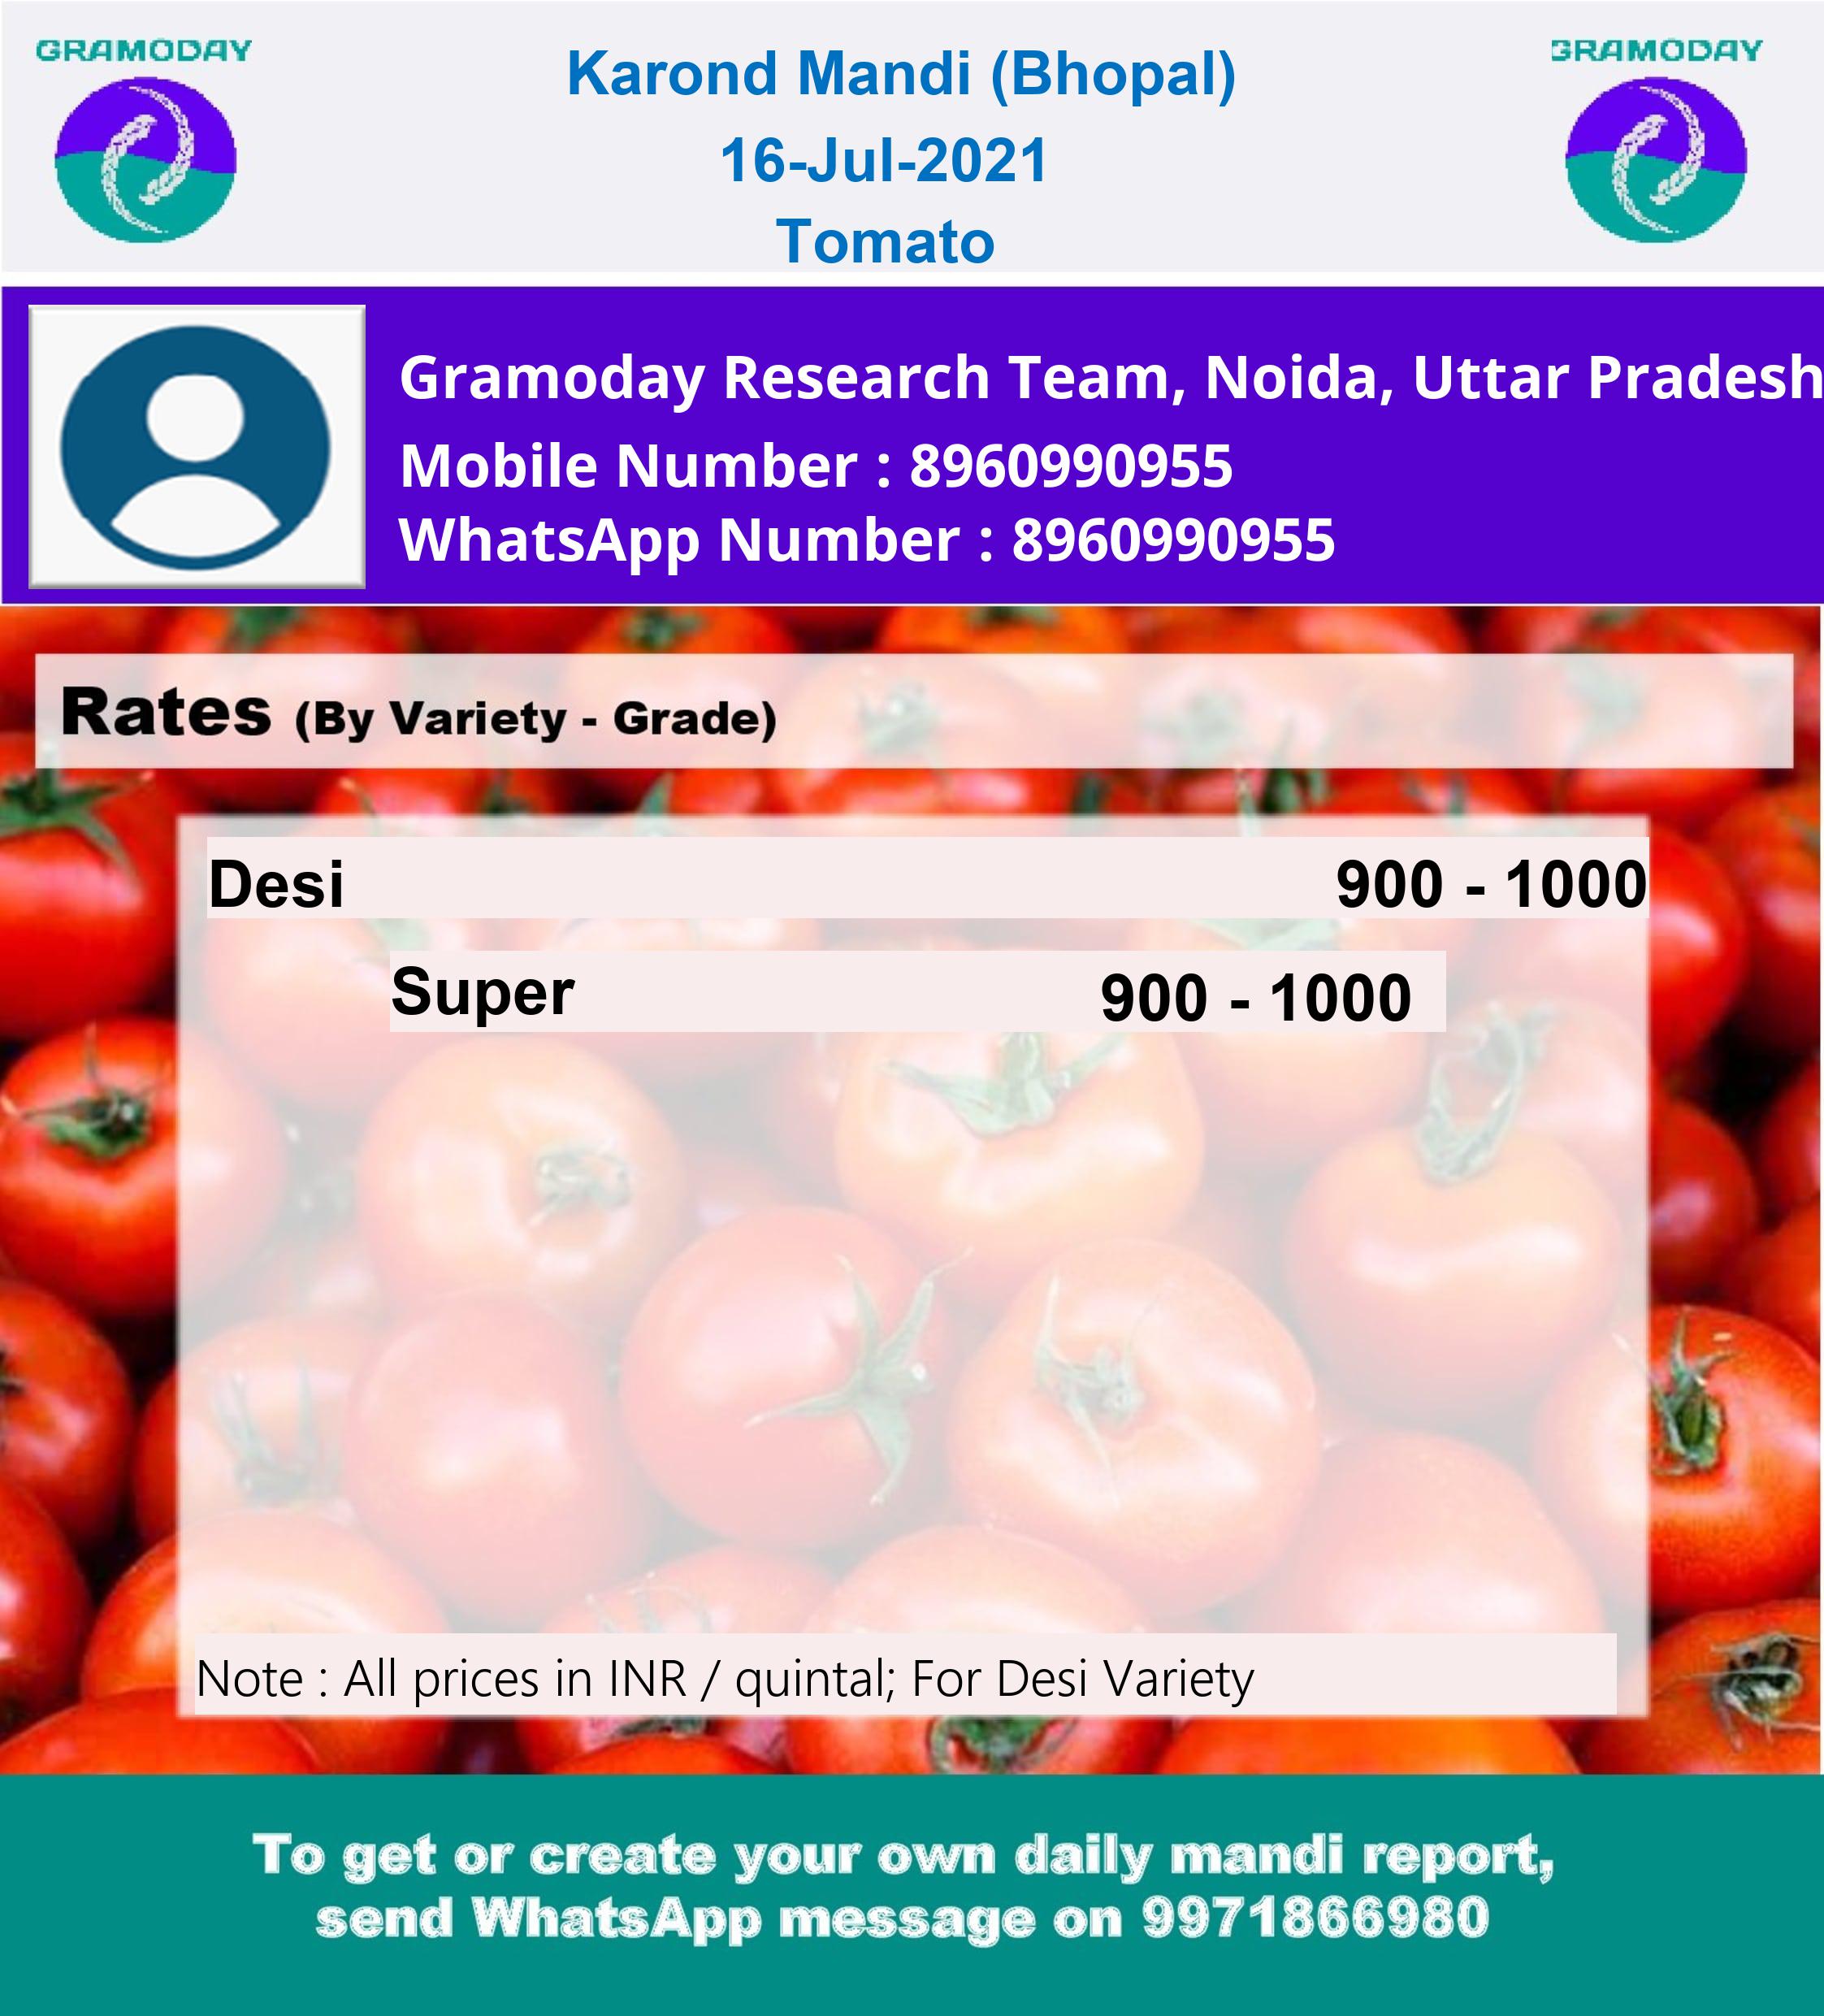 GRAMODAY
GRAMODAY
Karond Mandi (Bhopal)
16-Jul-2021
Tomato
Gramoday Research Team, Noida, Uttar Pradesh
Mobile Number : 8960990955
WhatsApp Number : 8960990955
Rates (By Variety - Grade)
Desi 900 - 1000
Super 900 - 1000
Note : All prices in INR / quintal; For Desi Variety
To get or create your own daily mandi report,
send WhatsApp message on 9971866980